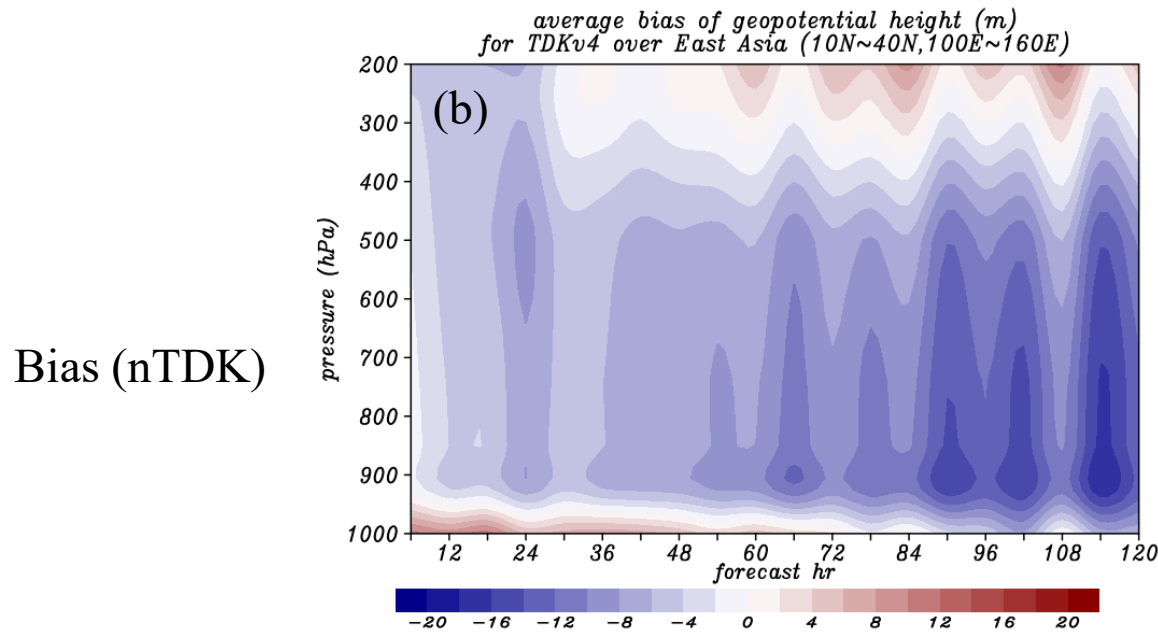 average bias of geopotential height (m)
for TDKv4 over East Asia (10N~40N,100E~160E)
(b)
Bias (nTDK)
pressure (hPa)
200
300
400
500
600
700
800
900
1000
12 24 36 48 60 72 84 96 108 120
forecast hr
-20 -16 -12 -8 -4 0 4 8 12 16 20